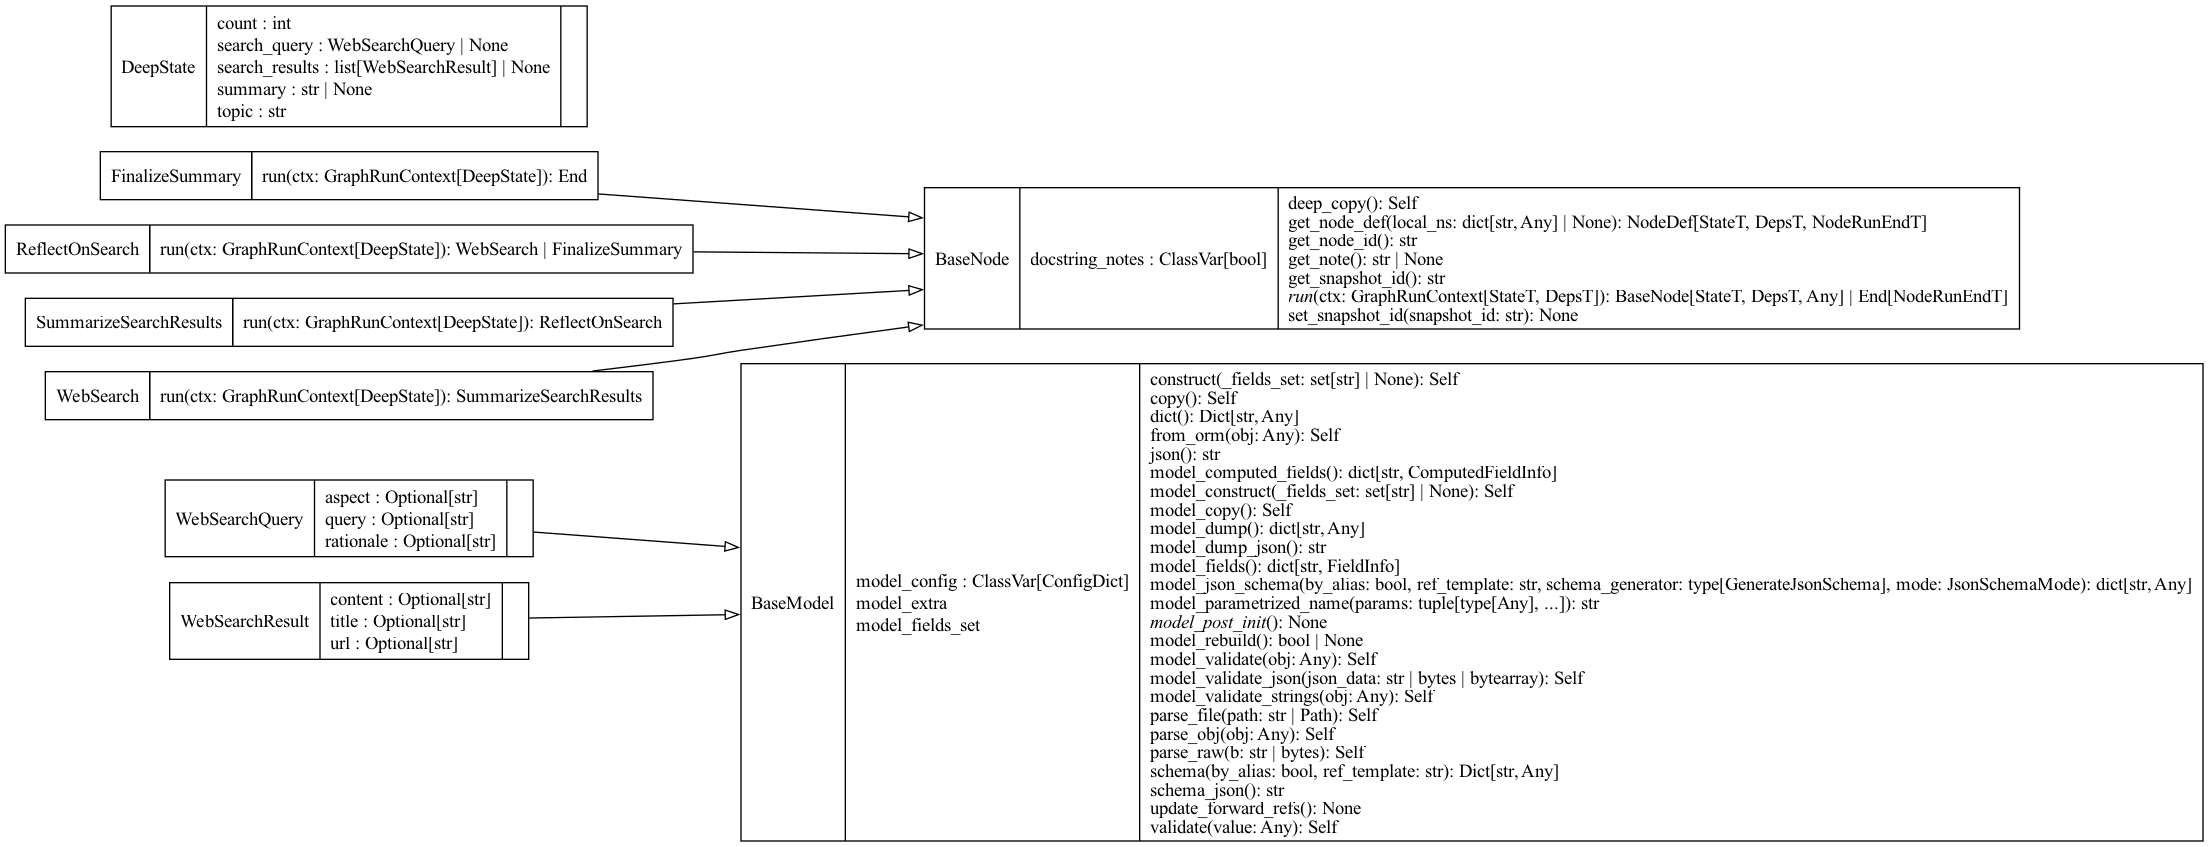 DeepState
count : int
search_query : WebSearchQuery | None
search_results : list[WebSearchResult] | None
summary : str | None
topic : str
FinalizeSummary
run(ctx: GraphRunContext[DeepState]): End
ReflectOnSearch
run(ctx: GraphRunContext[DeepState]): WebSearch | FinalizeSummary
SummarizeSearchResults
run(ctx: GraphRunContext[DeepState]): ReflectOnSearch
WebSearch
run(ctx: GraphRunContext[DeepState]): SummarizeSearchResults
BaseNode
docstring_notes : ClassVar[bool]
deep_copy(): Self
get_node_def(local_ns: dict[str, Any] | None): NodeDef[StateT, DepsT, NodeRunEndT]
get_node_id(): str
get_note(): str | None
get_snapshot_id(): str
run(ctx: GraphRunContext[StateT, DepsT]): BaseNode[StateT, DepsT, Any] | End[NodeRunEndT]
set_snapshot_id(snapshot_id: str): None
WebSearchQuery
aspect : Optional[str]
query : Optional[str]
rationale : Optional[str]
WebSearchResult
content : Optional[str]
title : Optional[str]
url : Optional[str]
BaseModel
model_config : ClassVar[ConfigDict]
model_extra
model_fields_set
construct(_fields_set: set[str] | None): Self
copy(): Self
dict(): Dict[str, Any]
from_orm(obj: Any): Self
json(): str
model_computed_fields(): dict[str, ComputedFieldInfo]
model_construct(_fields_set: set[str] | None): Self
model_copy(): Self
model_dump(): dict[str, Any]
model_dump_json(): str
model_fields(): dict[str, FieldInfo]
model_json_schema(by_alias: bool, ref_template: str, schema_generator: type[GenerateJsonSchema], mode: JsonSchemaMode): dict[str, Any]
model_parametrized_name(params: tuple[type[Any], ...]): str
model_post_init(): None
model_rebuild(): bool | None
model_validate(obj: Any): Self
model_validate_json(json_data: str | bytes | bytearray): Self
model_validate_strings(obj: Any): Self
parse_file(path: str | Path): Self
parse_obj(obj: Any): Self
parse_raw(b: str | bytes): Self
schema(by_alias: bool, ref_template: str): Dict[str, Any]
schema_json(): str
update_forward_refs(): None
validate(value: Any): Self